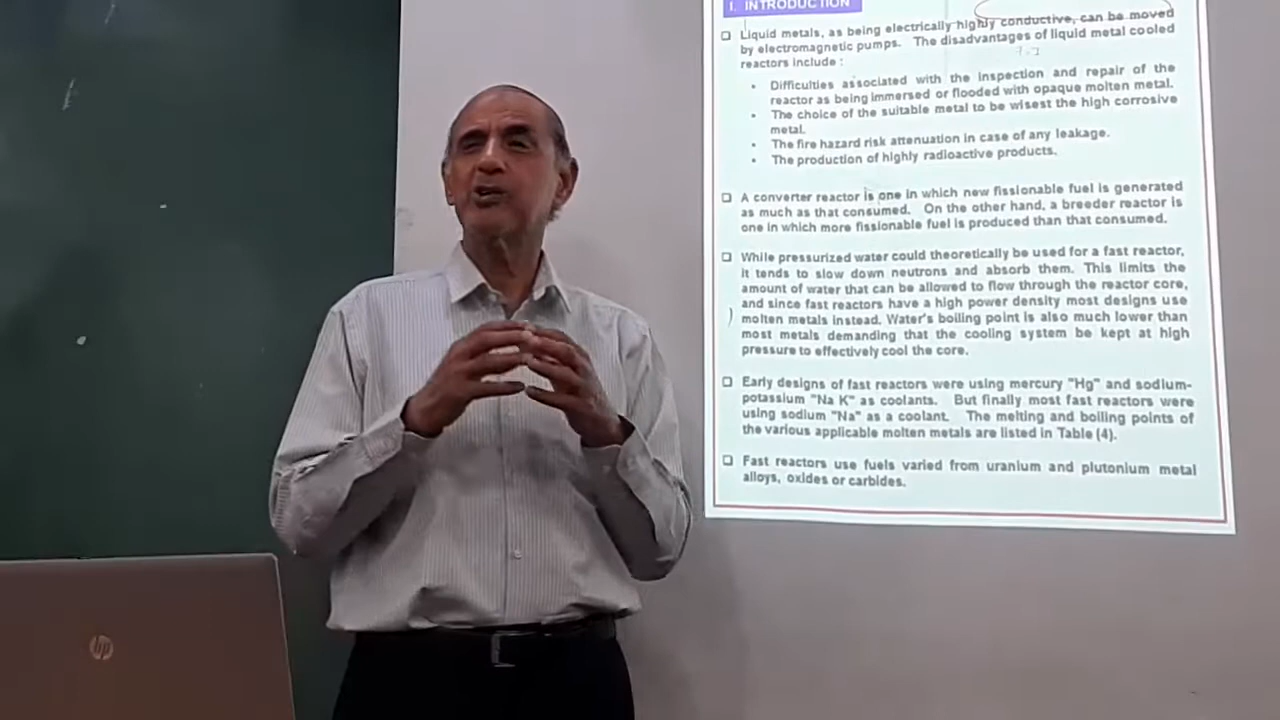 I. INTRODUCTION
❑ Liquid metals, as being electrically highly conductive, can be moved
by electromagnetic pumps. The disadvantages of liquid metal cooled
reactors include :
• Difficulties associated with the inspection and repair of the
reactor as being immersed or flooded with opaque molten metal.
• The choice of the suitable metal to be wisest the high corrosive
metal.
• The fire hazard risk attenuation in case of any leakage.
• The production of highly radioactive products.
❑ A converter reactor is one in which new fissionable fuel is generated
as much as that consumed. On the other hand, a breeder reactor is
one in which more fissionable fuel is produced than that consumed.
❑ While pressurized water could theoretically be used for a fast reactor,
it tends to slow down neutrons and absorb them. This limits the
amount of water that can be allowed to flow through the reactor core,
and since fast reactors have a high power density most designs use
molten metals instead. Water's boiling point is also much lower than
most metals demanding that the cooling system be kept at high
pressure to effectively cool the core.
❑ Early designs of fast reactors were using mercury "Hg" and sodium-
potassium "Na K" as coolants. But finally most fast reactors were
using sodium "Na" as a coolant. The melting and boiling points of
the various applicable molten metals are listed in Table (4).
❑ Fast reactors use fuels varied from uranium and plutonium metal
alloys, oxides or carbides.
hp